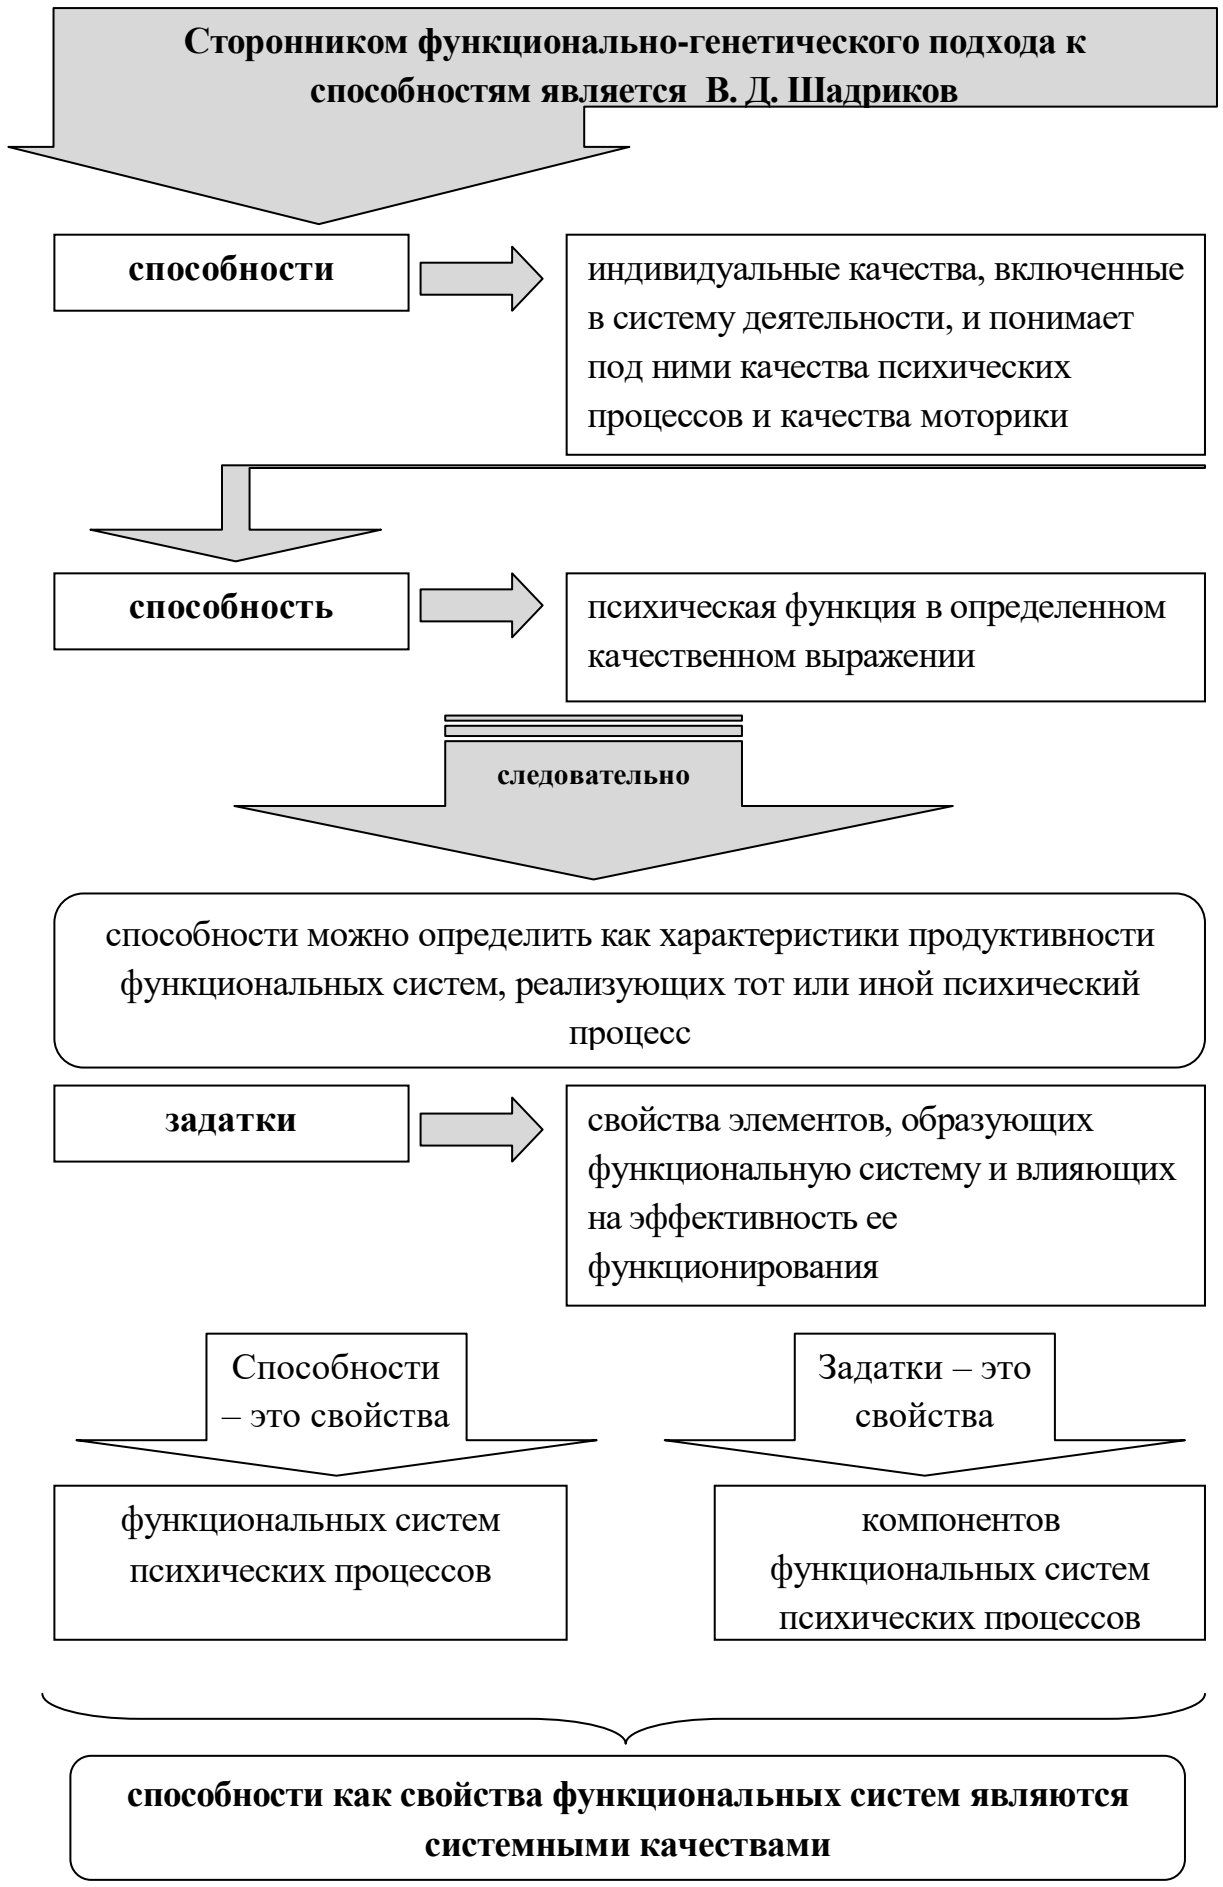 Сторонником функционально-генетического подхода к
способностям является В. Д. Шадриков
способности
индивидуальные качества, включенные
в систему деятельности, и понимает
под ними качества психических
процессов и качества моторики
способность
психическая функция в определенном
качественном выражении
следовательно
способности можно определить как характеристики продуктивности
функциональных систем, реализующих тот или иной психический
процесс
задатки
свойства элементов, образующих
функциональную систему и влияющих
на эффективность ее
функционирования
Способности
– это свойства
Задатки – это
свойства
функциональных систем
психических процессов
компонентов
функциональных систем
психических процессов
способности как свойства функциональных систем являются
системными качествами